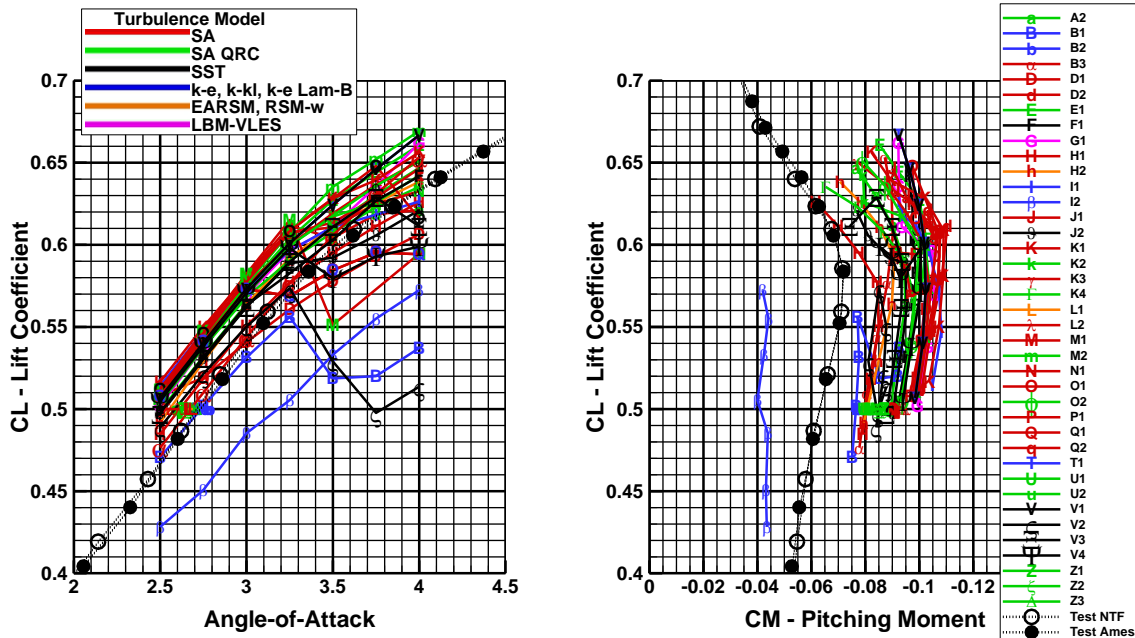 Turbulence Model
SA
SA QRC
SST
k-e, k-kl, k-e Lam-B
EARSM, RSM-w
LBM-VLES
CL - Lift Coefficient
0.7
0.65
0.6
0.55
0.5
0.45
0.4
2
2.5
3
3.5
4
4.5
Angle-of-Attack
CL - Lift Coefficient
0.7
0.65
0.6
0.55
0.5
0.45
0.4
0
-0.02
-0.04
-0.06
-0.08
-0.1
-0.12
CM - Pitching Moment
a A2
B B1
b B2
α B3
D D1
d D2
E E1
F F1
G G1
H H1
h H2
I I1
β I2
J J1
ϑ J2
K K1
k K2
K3
K4
L L1
λ L2
M M1
m M2
N N1
O O1
O2
P P1
Q Q1
q Q2
T T1
U U1
u U2
V V1
V2
V3
V4
Z Z1
ζ Z2
Z3
Test NTF
Test Ames